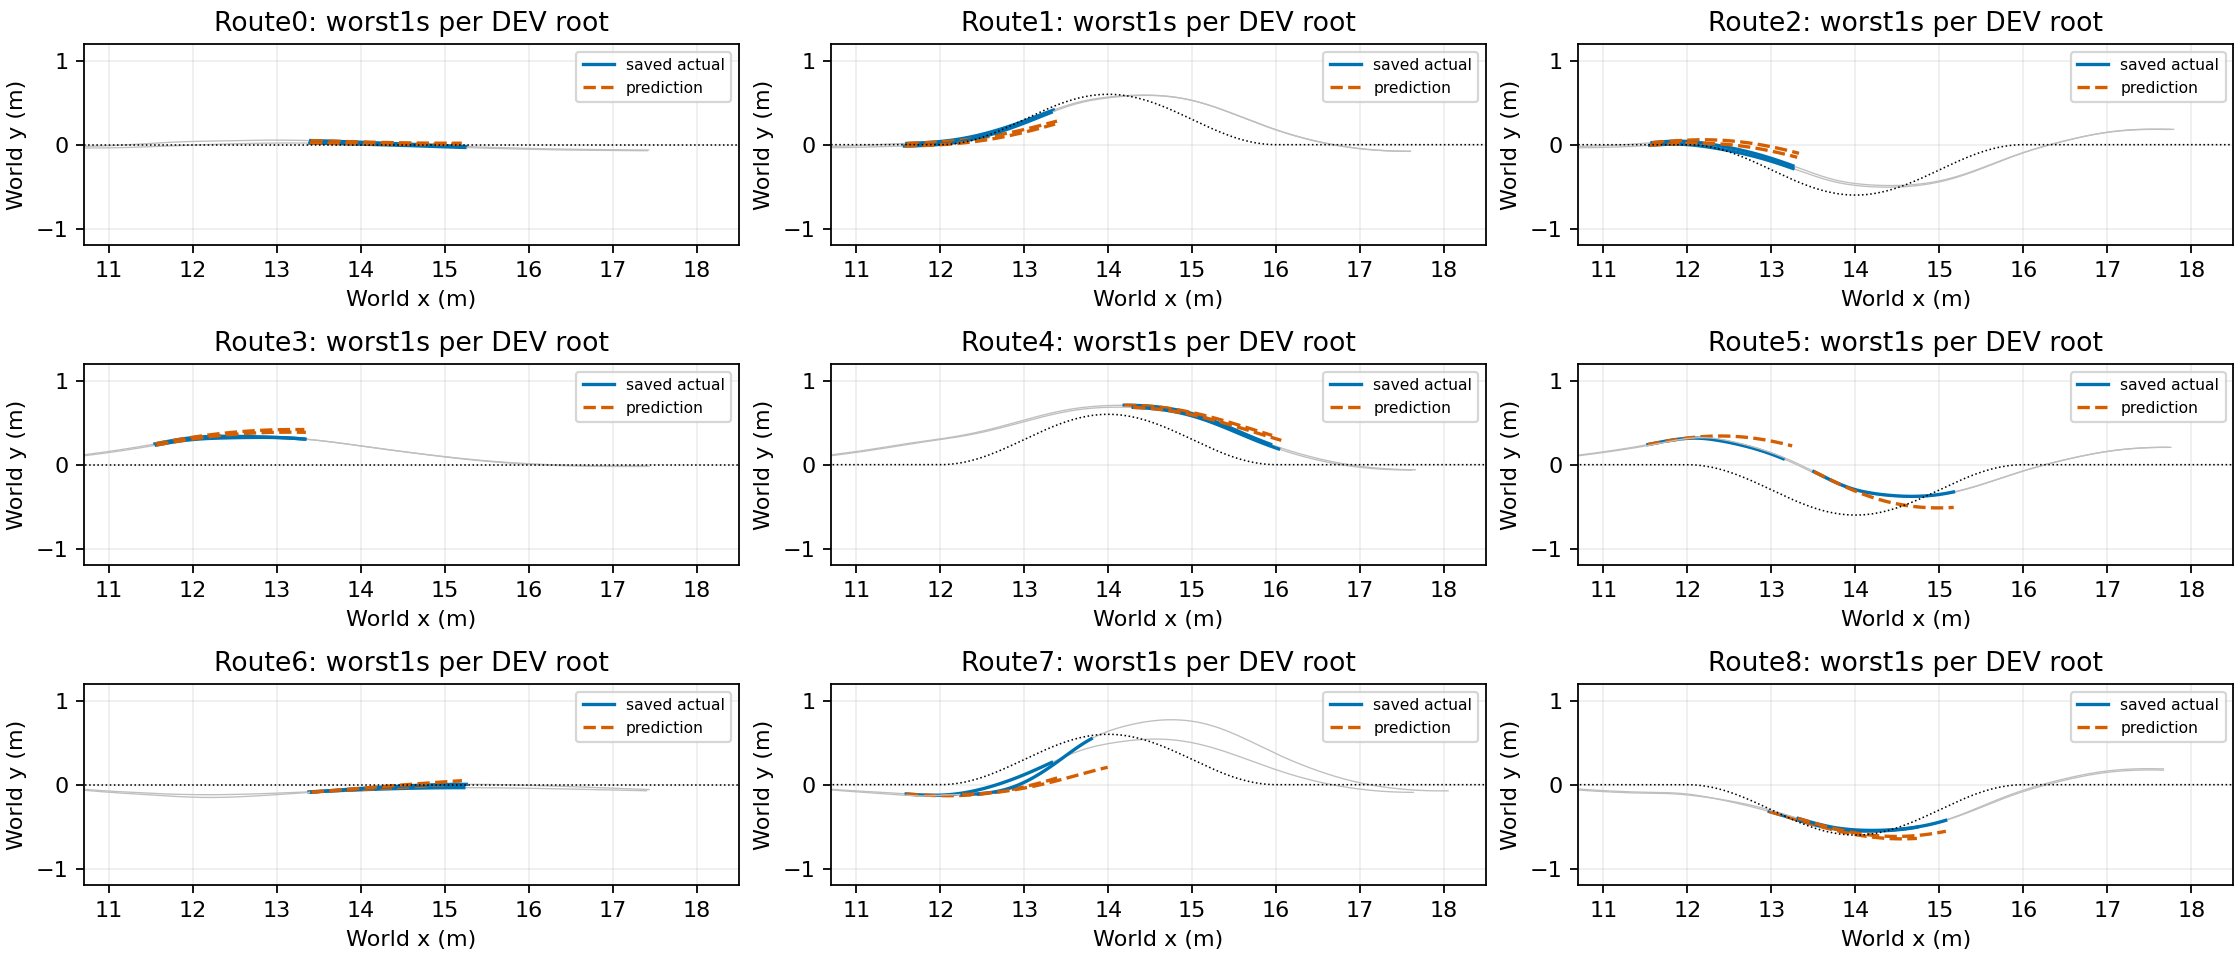 Route0: worst1s per DEV root
World y (m)
1
0
−1
saved actual
prediction
11 12 13 14 15 16 17 18
World x (m)
Route1: worst1s per DEV root
World y (m)
1
0
−1
saved actual
prediction
11 12 13 14 15 16 17 18
World x (m)
Route2: worst1s per DEV root
World y (m)
1
0
−1
saved actual
prediction
11 12 13 14 15 16 17 18
World x (m)
Route3: worst1s per DEV root
World y (m)
1
0
−1
saved actual
prediction
11 12 13 14 15 16 17 18
World x (m)
Route4: worst1s per DEV root
World y (m)
1
0
−1
saved actual
prediction
11 12 13 14 15 16 17 18
World x (m)
Route5: worst1s per DEV root
World y (m)
1
0
−1
saved actual
prediction
11 12 13 14 15 16 17 18
World x (m)
Route6: worst1s per DEV root
World y (m)
1
0
−1
saved actual
prediction
11 12 13 14 15 16 17 18
World x (m)
Route7: worst1s per DEV root
World y (m)
1
0
−1
saved actual
prediction
11 12 13 14 15 16 17 18
World x (m)
Route8: worst1s per DEV root
World y (m)
1
0
−1
saved actual
prediction
11 12 13 14 15 16 17 18
World x (m)